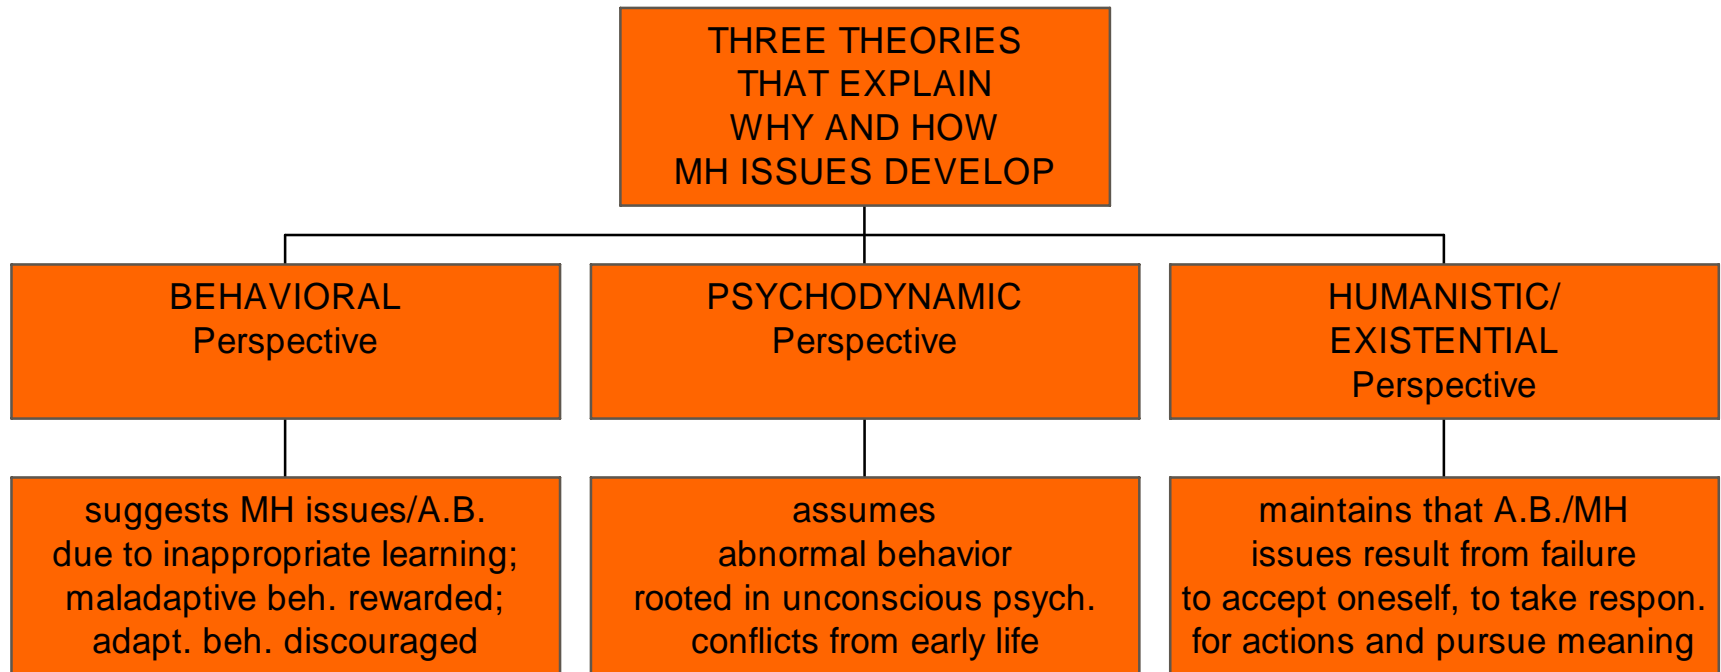 THREE THEORIES
THAT EXPLAIN
WHY AND HOW
MH ISSUES DEVELOP
BEHAVIORAL
Perspective
PSYCHODYNAMIC
Perspective
HUMANISTIC/
EXISTENTIAL
Perspective
suggests MH issues/A.B.
due to inappropriate learning;
maladaptive beh. rewarded;
adapt. beh. discouraged
assumes
abnormal behavior
rooted in unconscious psych.
conflicts from early life
maintains that A.B./MH
issues result from failure
to accept oneself, to take respon.
for actions and pursue meaning